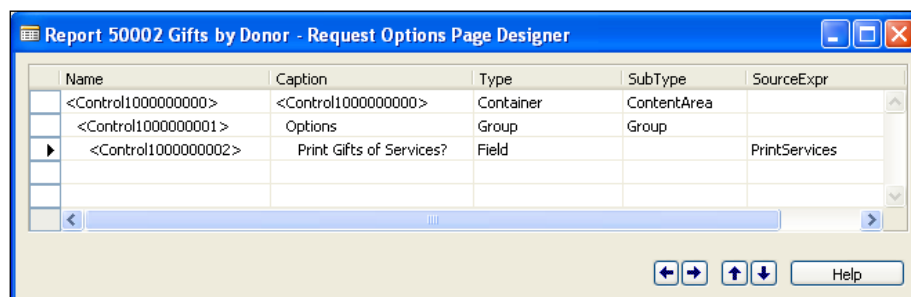 Report 50002 Gifts by Donor - Request Options Page Designer
Name Caption Type SubType SourceExpr
<Control1000000000> <Control1000000000> Container ContentArea
<Control1000000001> Options Group Group
<Control1000000002> Print Gifts of Services? Field PrintServices
Help